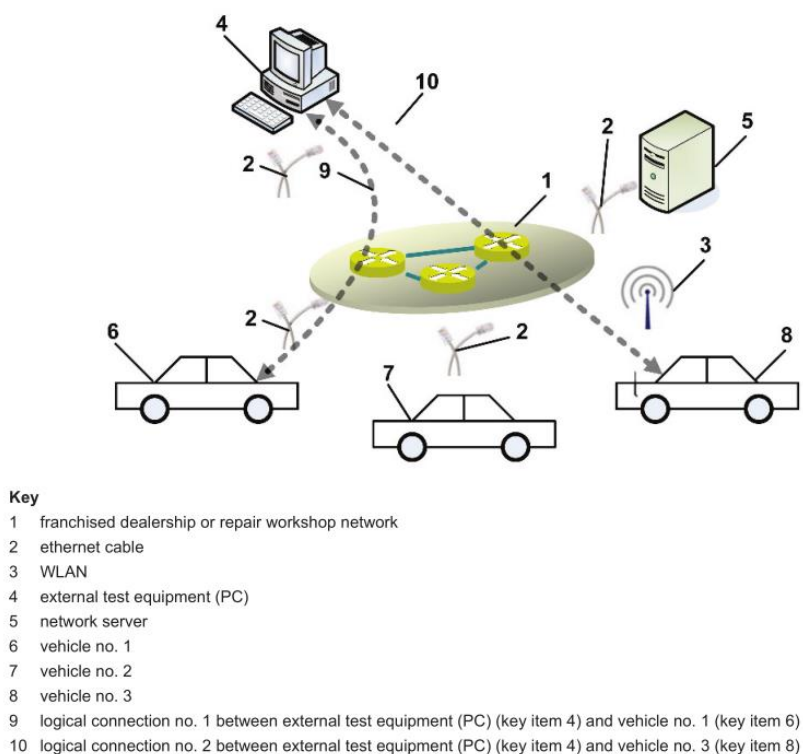 4
10
5
2
2
9
1
3
2
6
2
8
7
Key
1 franchised dealership or repair workshop network
2 ethernet cable
3 WLAN
4 external test equipment (PC)
5 network server
6 vehicle no. 1
7 vehicle no. 2
8 vehicle no. 3
9 logical connection no. 1 between external test equipment (PC) (key item 4) and vehicle no. 1 (key item 6)
10 logical connection no. 2 between external test equipment (PC) (key item 4) and vehicle no. 3 (key item 8)